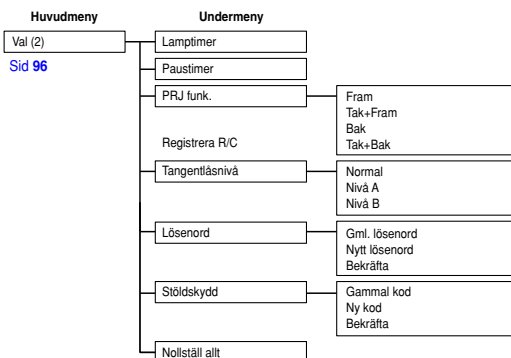 Huvudmeny Undermeny
Val (2)
Sid 96
Lamptimer
Paustimer
PRJ funk.
Fram
Tak+Fram
Bak
Tak+Bak
Registrera R/C
Tangentlåsnivå
Normal
Nivå A
Nivå B
Lösenord
Gml. lösenord
Nytt lösenord
Bekräfta
Stöldskydd
Gammal kod
Ny kod
Bekräfta
Nollställ allt